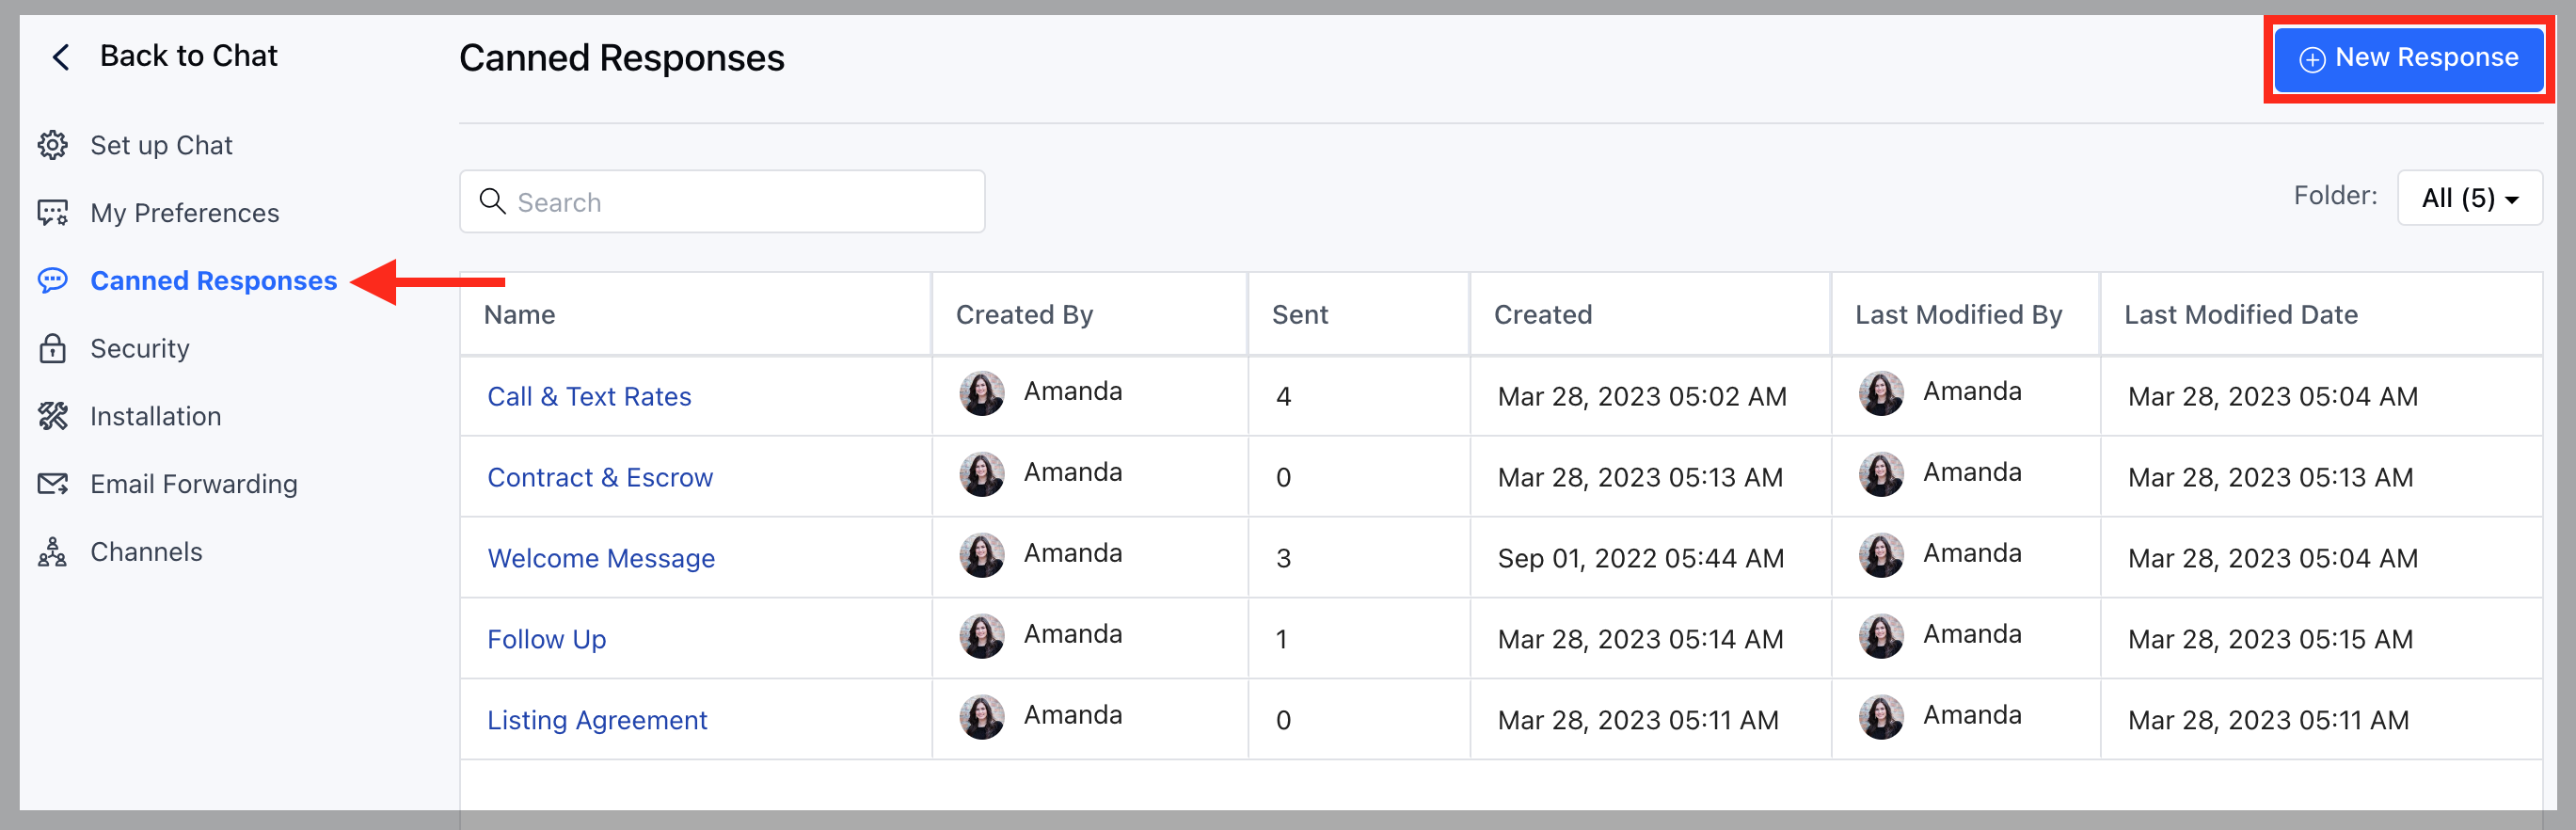 Back to Chat
Canned Responses
New Response
Set up Chat
My Preferences
Canned Responses
Security
Installation
Email Forwarding
Channels
Search
Folder: All (5)
Name Created By Sent Created Last Modified By Last Modified Date
Call & Text Rates Amanda 4 Mar 28, 2023 05:02 AM Amanda Mar 28, 2023 05:04 AM
Contract & Escrow Amanda 0 Mar 28, 2023 05:13 AM Amanda Mar 28, 2023 05:13 AM
Welcome Message Amanda 3 Sep 01, 2022 05:44 AM Amanda Mar 28, 2023 05:04 AM
Follow Up Amanda 1 Mar 28, 2023 05:14 AM Amanda Mar 28, 2023 05:15 AM
Listing Agreement Amanda 0 Mar 28, 2023 05:11 AM Amanda Mar 28, 2023 05:11 AM